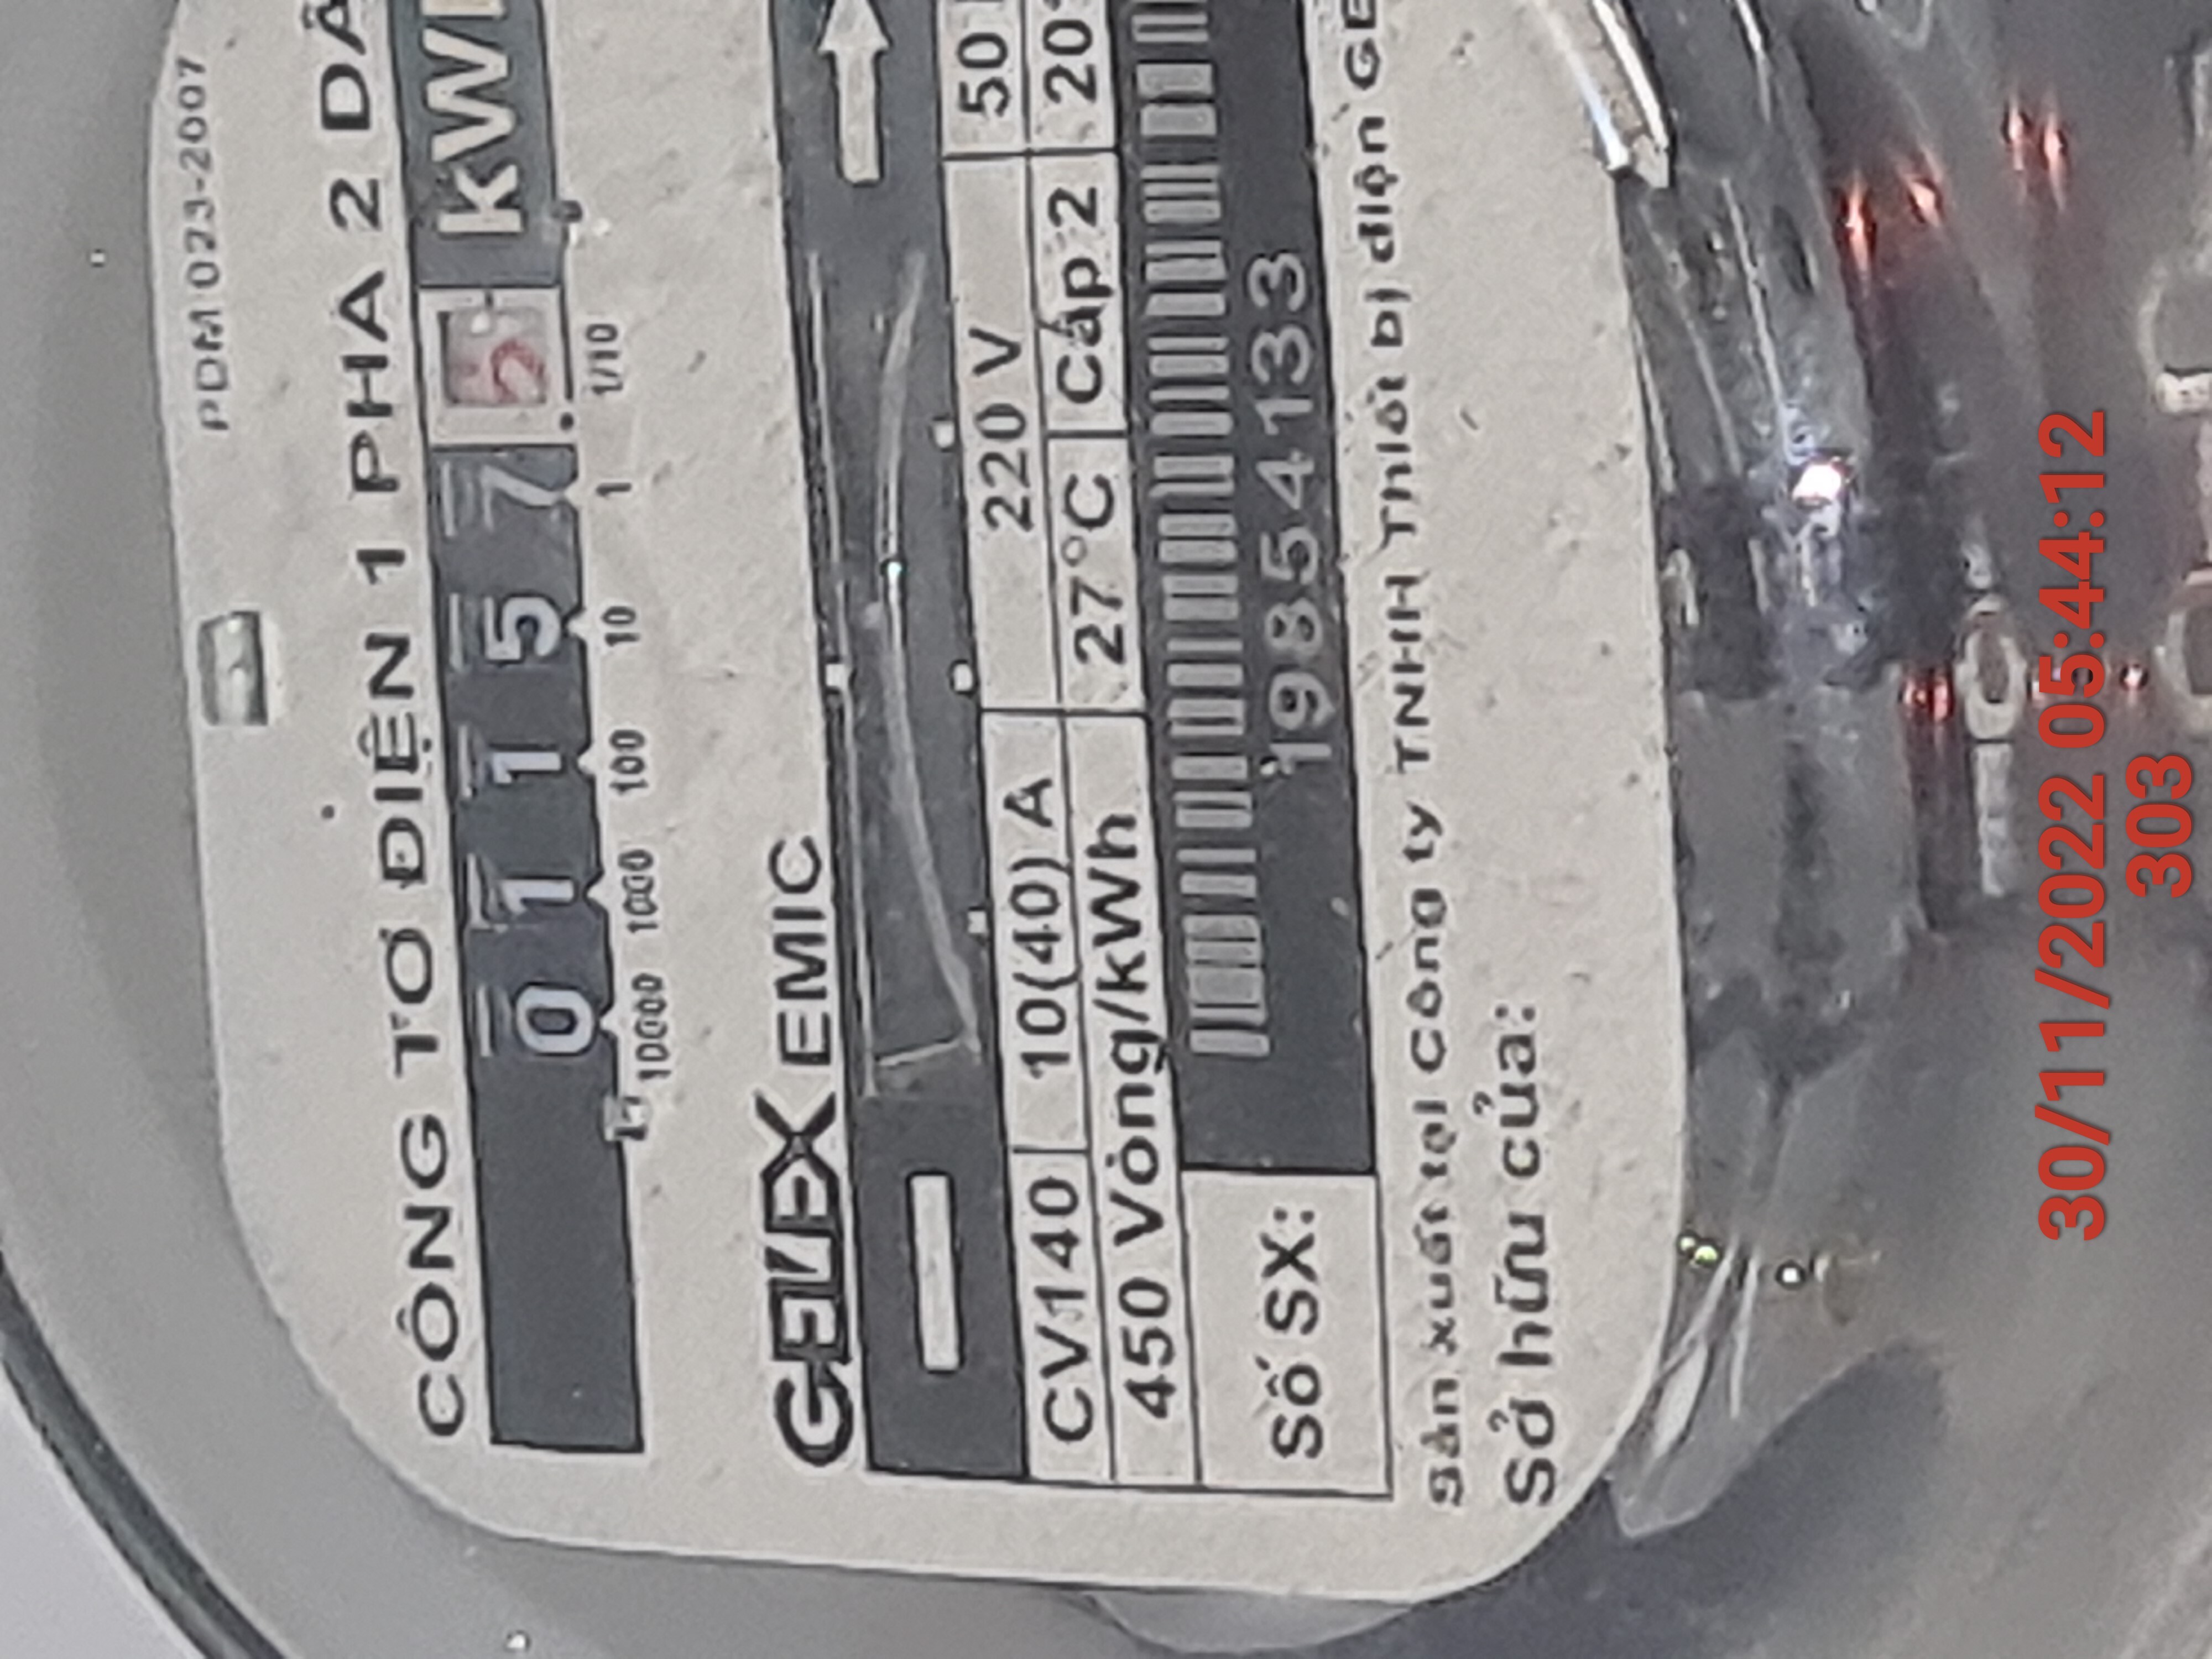 PDM 023-2007
CÔNG TƠ ĐIỆN 1 PHA 2 DÂ
0 1 1 5 7 5 kWh
10000 1000 100 10 1 1/10
GELEX EMIC
CV140 10(40) A 220 V 50
450 Vòng/kWh 27°C Cấp 2 20
Số SX: 19854133
Sản xuất tại Công ty TNHH Thiết bị điện GE
Sở hữu của:
30/11/2022 05:44:12
303